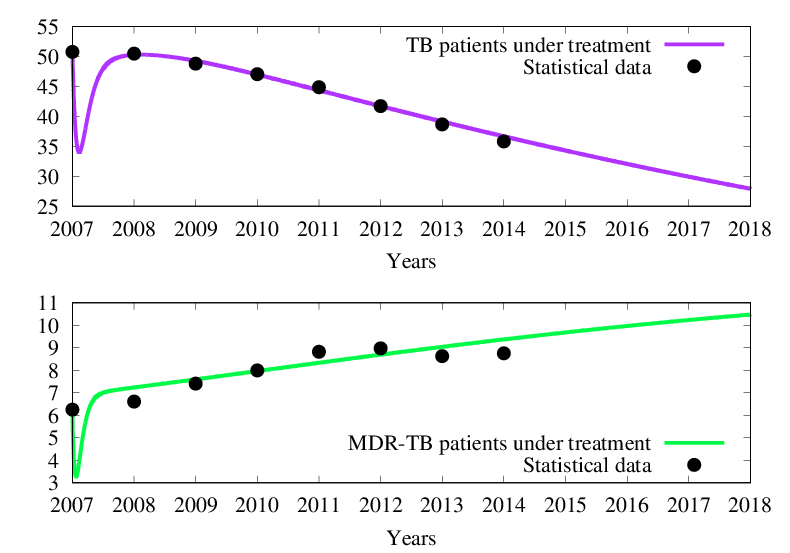 55
TB patients under treatment
50
Statistical data
45
40
35
30
25
2007 2008 2009 2010 2011 2012 2013 2014 2015 2016 2017 2018
Years
11
10
9
8
7
6
5
MDR-TB patients under treatment
4
Statistical data
3
2007 2008 2009 2010 2011 2012 2013 2014 2015 2016 2017 2018
Years